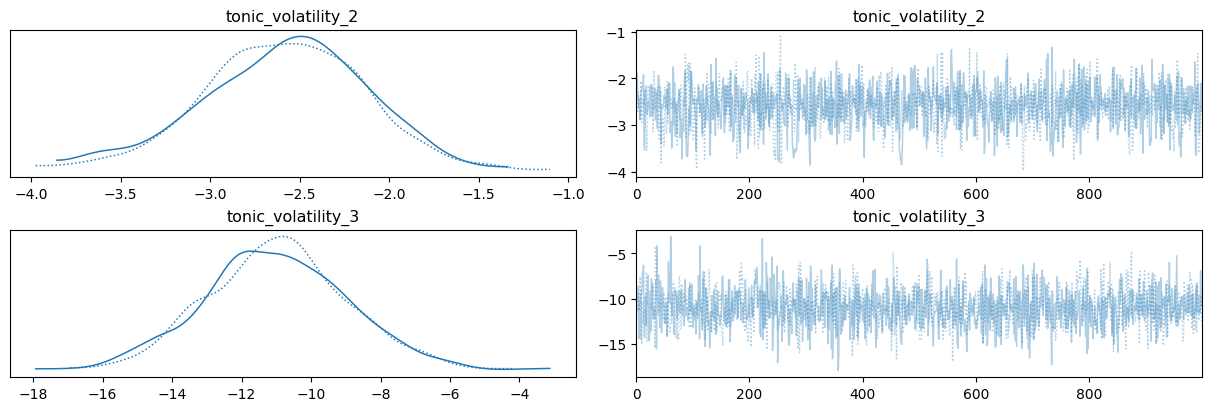 tonic_volatility_2
−4.0 −3.5 −3.0 −2.5 −2.0 −1.5 −1.0
tonic_volatility_2
−1
−2
−3
−4
0 200 400 600 800
tonic_volatility_3
−18 −16 −14 −12 −10 −8 −6 −4
tonic_volatility_3
−5
−10
−15
0 200 400 600 800